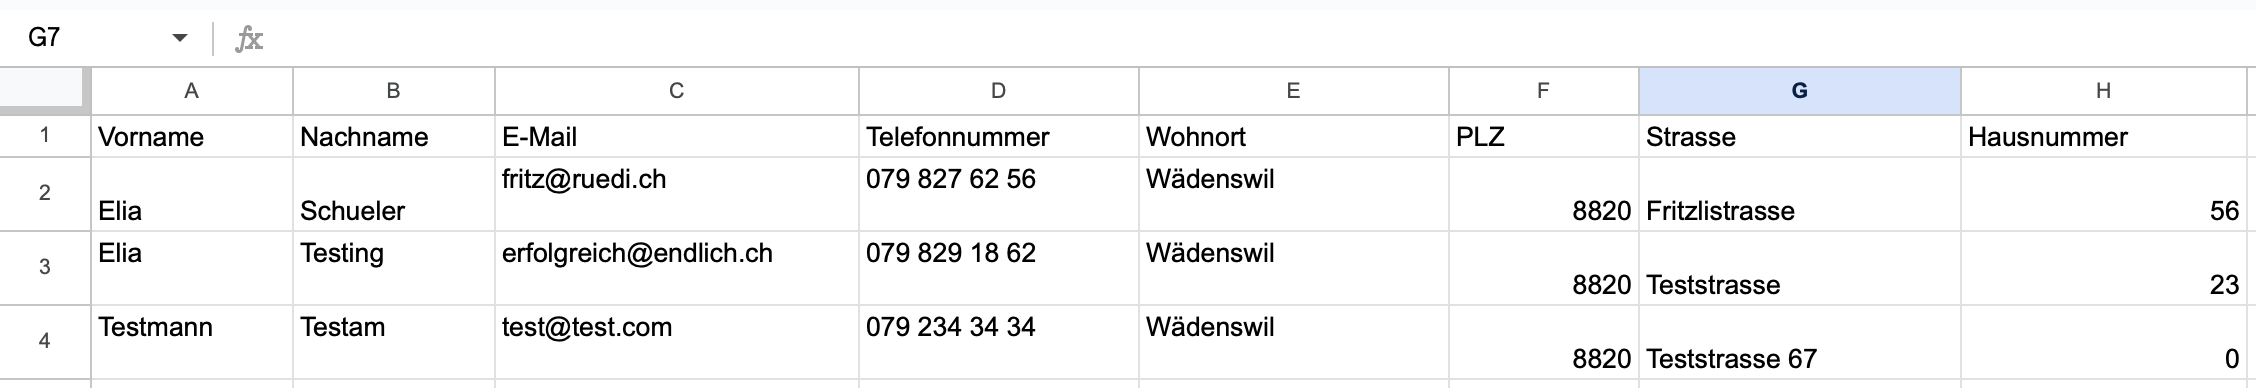 G7 fx
A B C D E F G H
1 Vorname Nachname E-Mail Telefonnummer Wohnort PLZ Strasse Hausnummer
2 Elia Schueler fritz@ruedi.ch 079 827 62 56 Wädenswil 8820 Fritzlistrasse 56
3 Elia Testing erfolgreich@endlich.ch 079 829 18 62 Wädenswil 8820 Teststrasse 23
4 Testmann Testam test@test.com 079 234 34 34 Wädenswil 8820 Teststrasse 67 0